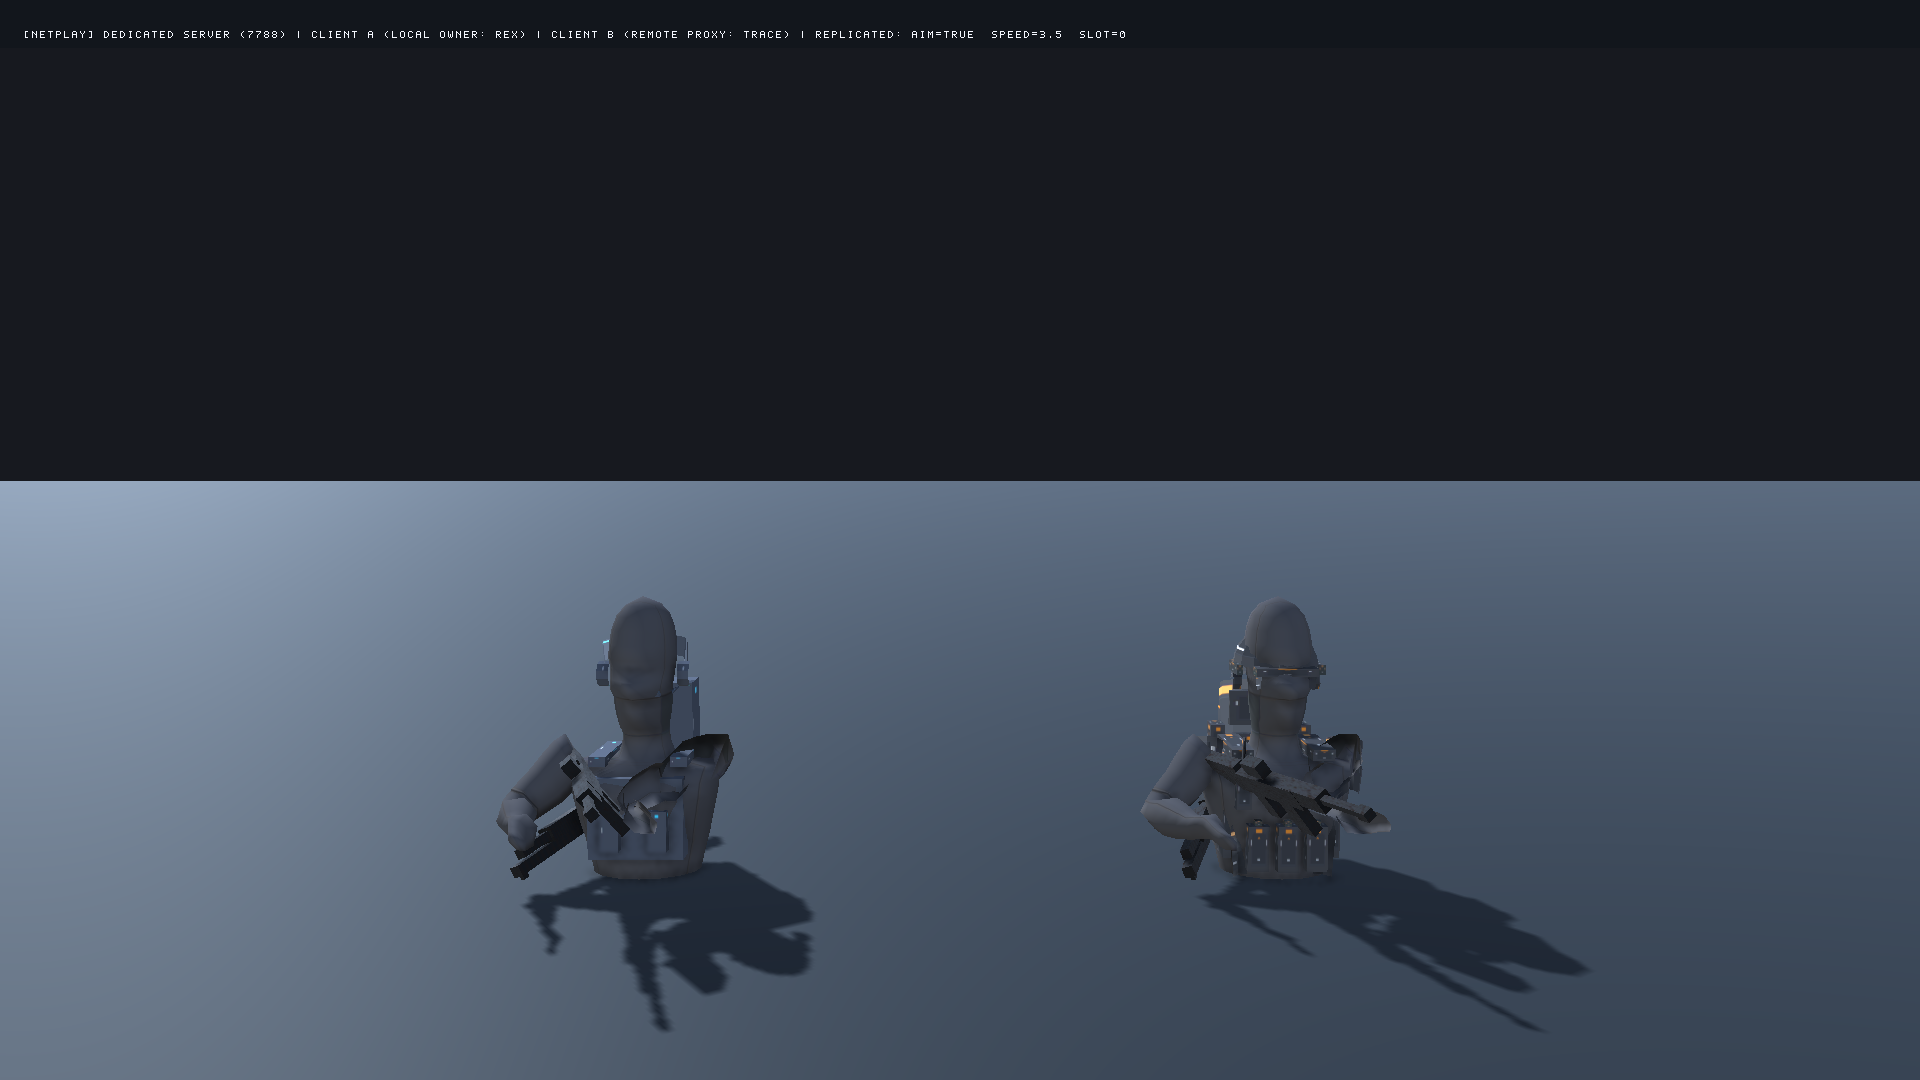 [NETPLAY] DEDICATED SERVER (7788) | CLIENT A (LOCAL OWNER: REX) | CLIENT B (REMOTE PROXY: TRACE) | REPLICATED: AIM=TRUE  SPEED=3.5  SLOT=0